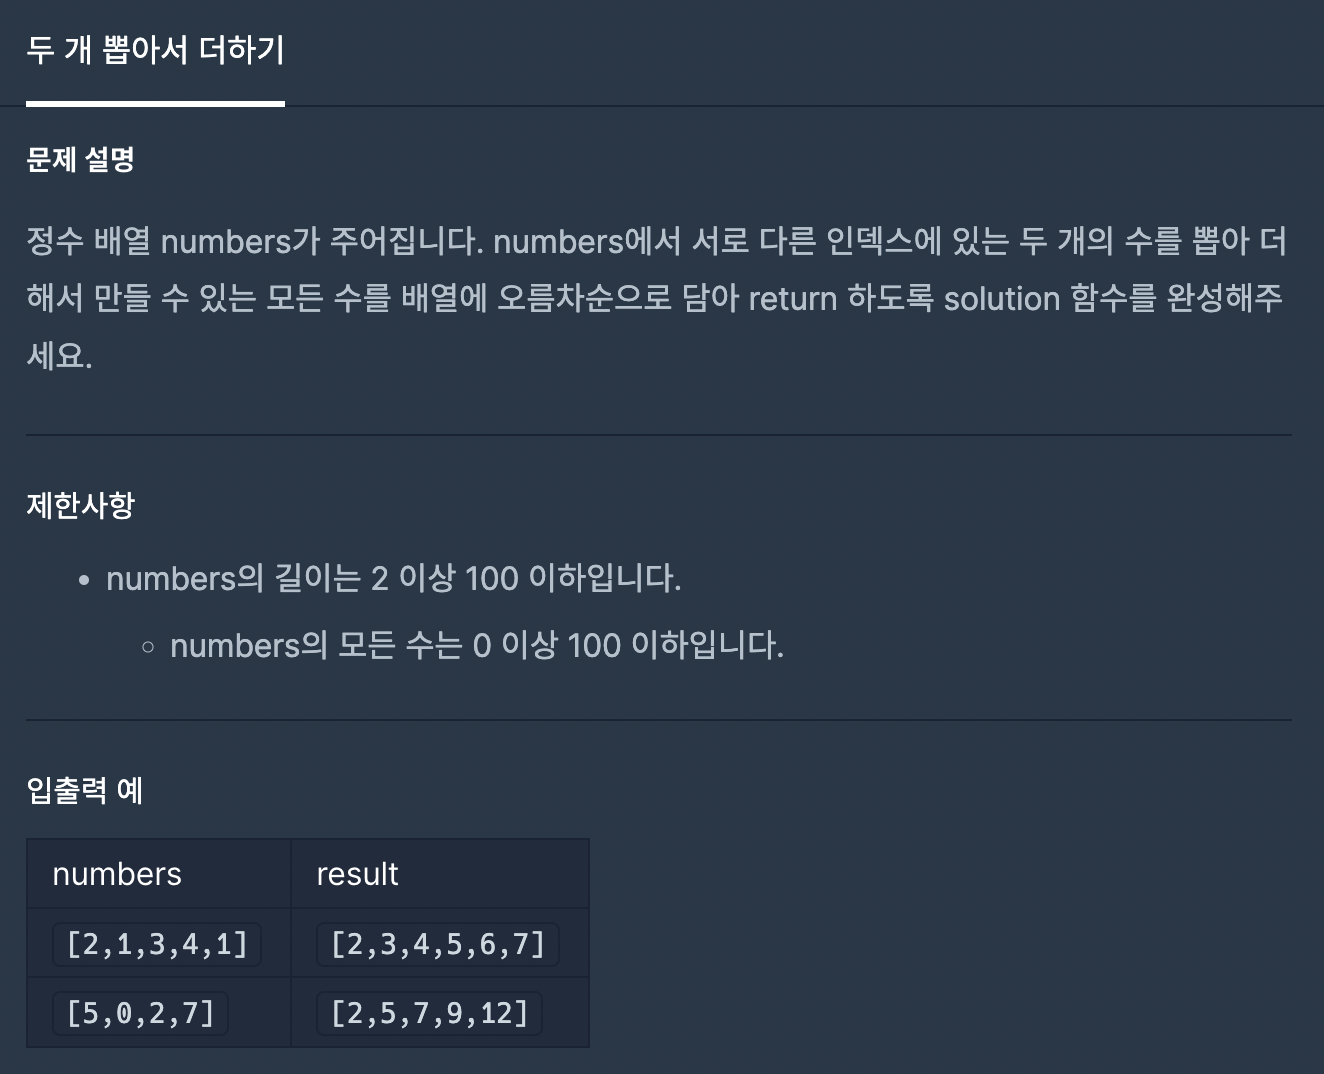 두 개 뽑아서 더하기
문제 설명
정수 배열 numbers가 주어집니다. numbers에서 서로 다른 인덱스에 있는 두 개의 수를 뽑아 더
해서 만들 수 있는 모든 수를 배열에 오름차순으로 담아 return 하도록 solution 함수를 완성해주
세요.
제한사항
• numbers의 길이는 2 이상 100 이하입니다.
◦ numbers의 모든 수는 0 이상 100 이하입니다.
입출력 예
numbers result
[2,1,3,4,1] [2,3,4,5,6,7]
[5,0,2,7] [2,5,7,9,12]